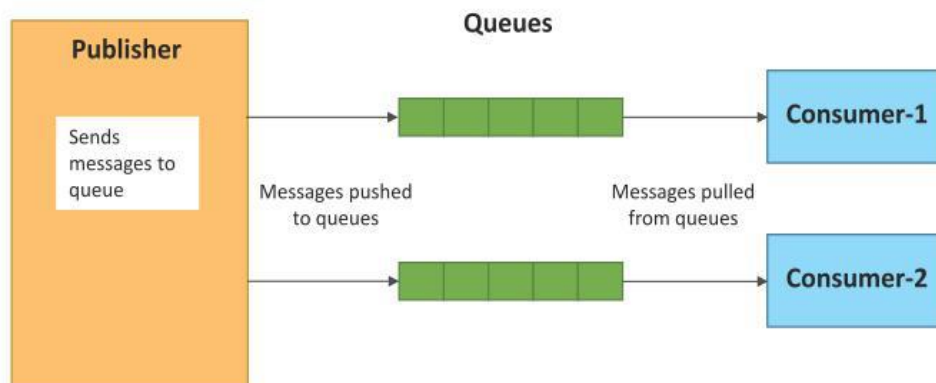 Queues
Publisher
Sends
messages to
queue
Messages pushed
to queues
Messages pulled
from queues
Consumer-1
Consumer-2